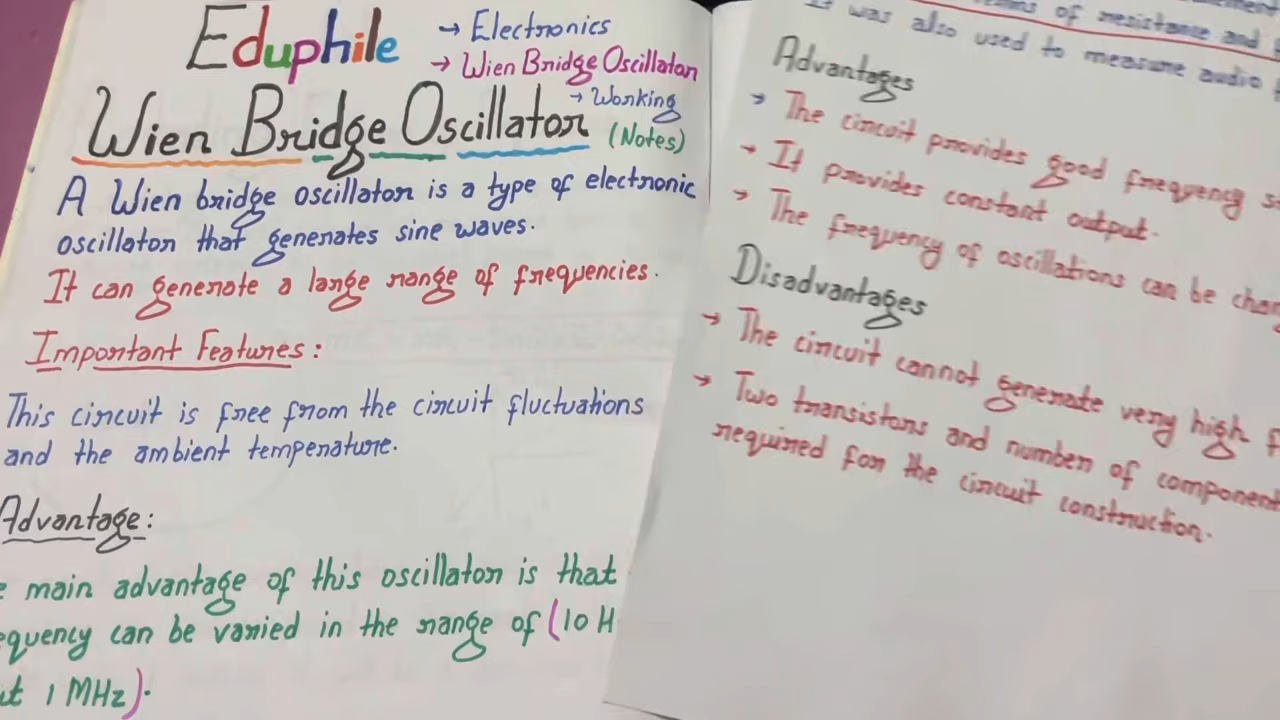 Eduphile
→ Electronics
→ Wien Bridge Oscillator
→ Working
Wien Bridge Oscillator (Notes)
A Wien bridge oscillator is a type of electronic
oscillator that generates sine waves.
It can generate a large range of frequencies.
Important Features:
This circuit is free from the circuit fluctuations
and the ambient temperature.
Advantage:
main advantage of this oscillator is that
can be varied in the range of (10 H
1 MHz).
of resistance and
It was also used to measure audio
Advantages
→ The circuit provides good frequency
→ It provides constant output.
→ The frequency of oscillations can be
Disadvantages
→ The circuit cannot generate very high
→ Two transistors and number of component
required for the circuit construction.